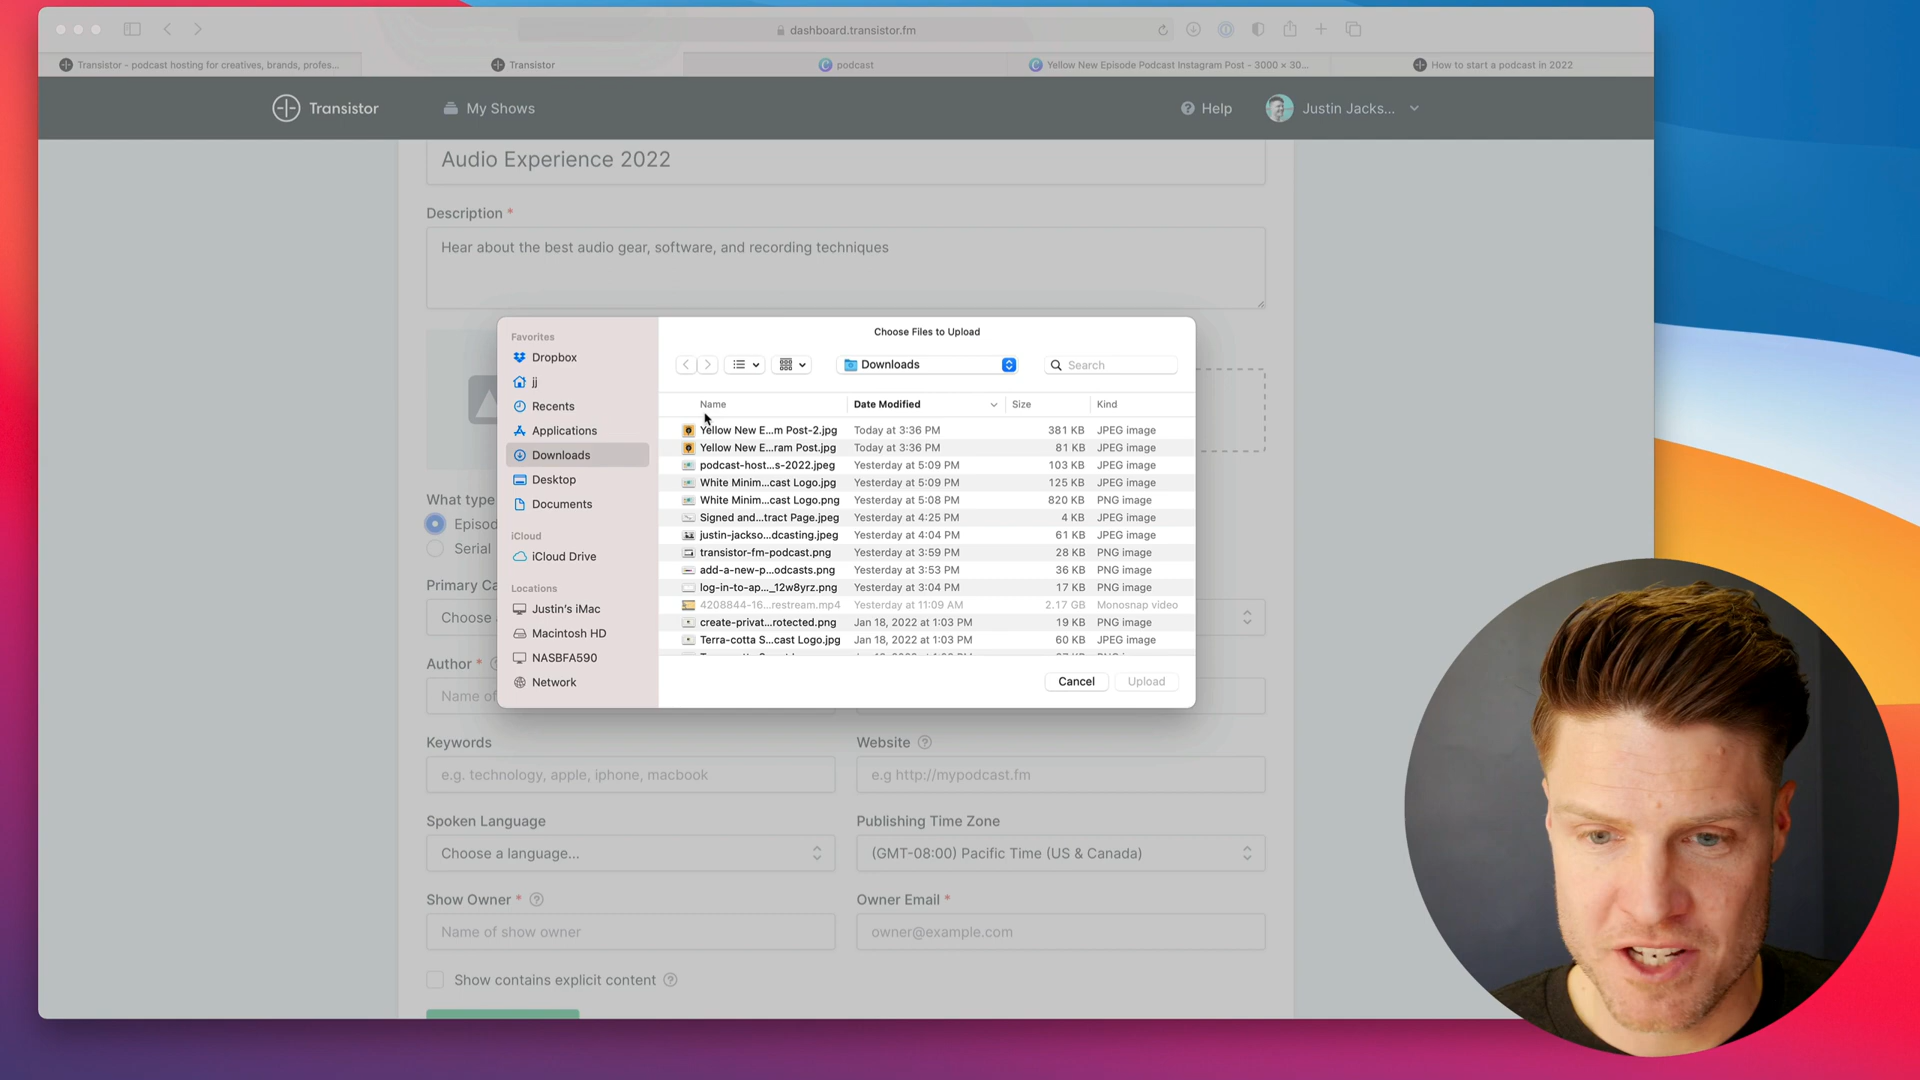 dashboard.transistor.fm
Transistor - podcast hosting for creatives, brands, profes...
Transistor
podcast
Yellow New Episode Podcast Instagram Post - 3000 × 30...
How to start a podcast in 2022
Transistor
My Shows
Help
Justin Jacks...
Audio Experience 2022
Description *
Hear about the best audio gear, software, and recording techniques
Choose Files to Upload
Favorites
Dropbox
jj
Recents
Applications
Downloads
Desktop
Documents
iCloud
iCloud Drive
Locations
Justin's iMac
Macintosh HD
NASBFA590
Network
Downloads
Search
Name Date Modified Size Kind
Yellow New E...m Post-2.jpg Today at 3:36 PM 381 KB JPEG image
Yellow New E...ram Post.jpg Today at 3:36 PM 81 KB JPEG image
podcast-host...s-2022.jpeg Yesterday at 5:09 PM 103 KB JPEG image
White Minim...cast Logo.jpg Yesterday at 5:09 PM 125 KB JPEG image
White Minim...cast Logo.png Yesterday at 5:08 PM 820 KB PNG image
Signed and...tract Page.jpeg Yesterday at 4:25 PM 4 KB JPEG image
justin-jackso...dcasting.jpeg Yesterday at 4:04 PM 61 KB JPEG image
transistor-fm-podcast.png Yesterday at 3:59 PM 28 KB PNG image
add-a-new-p...odcasts.png Yesterday at 3:53 PM 36 KB PNG image
log-in-to-ap..._12w8yrz.png Yesterday at 3:04 PM 17 KB PNG image
4208844-16...restream.mp4 Yesterday at 11:09 AM 2.17 GB Monosnap video
create-privat...rotected.png Jan 18, 2022 at 1:03 PM 19 KB PNG image
Terra-cotta S...cast Logo.jpg Jan 18, 2022 at 1:03 PM 60 KB JPEG image
Cancel
Upload
What type
Episod
Serial
Primary Ca
Choose
Author *
Name of
Keywords
e.g. technology, apple, iphone, macbook
Website
e.g http://mypodcast.fm
Spoken Language
Choose a language...
Publishing Time Zone
(GMT-08:00) Pacific Time (US & Canada)
Show Owner *
Name of show owner
Owner Email *
owner@example.com
Show contains explicit content